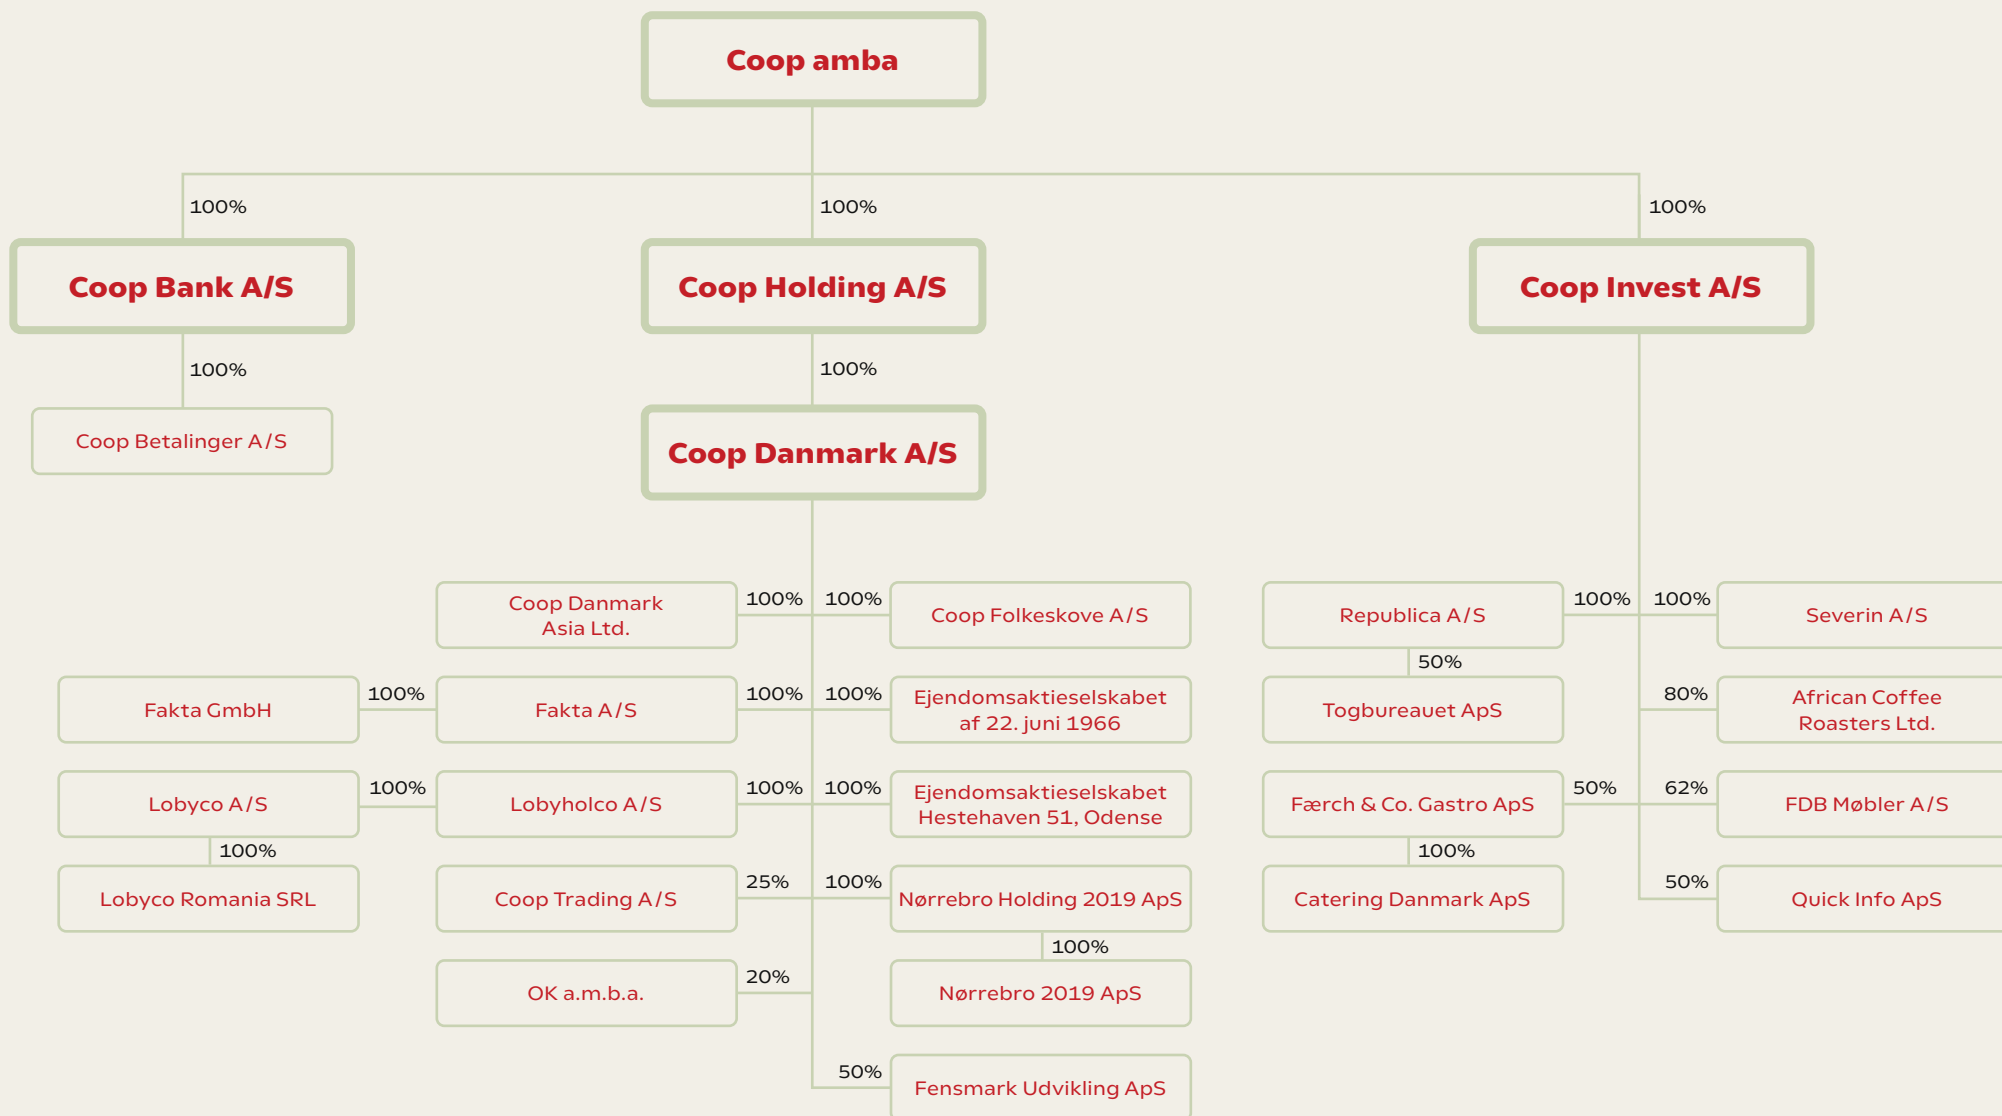 Coop amba
100%
100%
100%
Coop Bank A/S
Coop Holding A/S
Coop Invest A/S
100%
100%
Coop Betalinger A/S
Coop Danmark A/S
Coop Danmark
Asia Ltd.
100%
100%
Coop Folkeskove A/S
Republica A/S
100%
100%
Severin A/S
50%
Fakta GmbH
100%
Fakta A/S
100%
100%
Ejendomsaktieselskabet
af 22. juni 1966
Togbureauet ApS
80%
African Coffee
Roasters Ltd.
Lobyco A/S
100%
Lobyholco A/S
100%
100%
Ejendomsaktieselskabet
Hestehaven 51, Odense
Færch & Co. Gastro ApS
50%
62%
FDB Møbler A/S
100%
100%
Lobyco Romania SRL
Coop Trading A/S
25%
100%
Nørrebro Holding 2019 ApS
Catering Danmark ApS
50%
Quick Info ApS
100%
OK a.m.b.a.
20%
Nørrebro 2019 ApS
50%
Fensmark Udvikling ApS